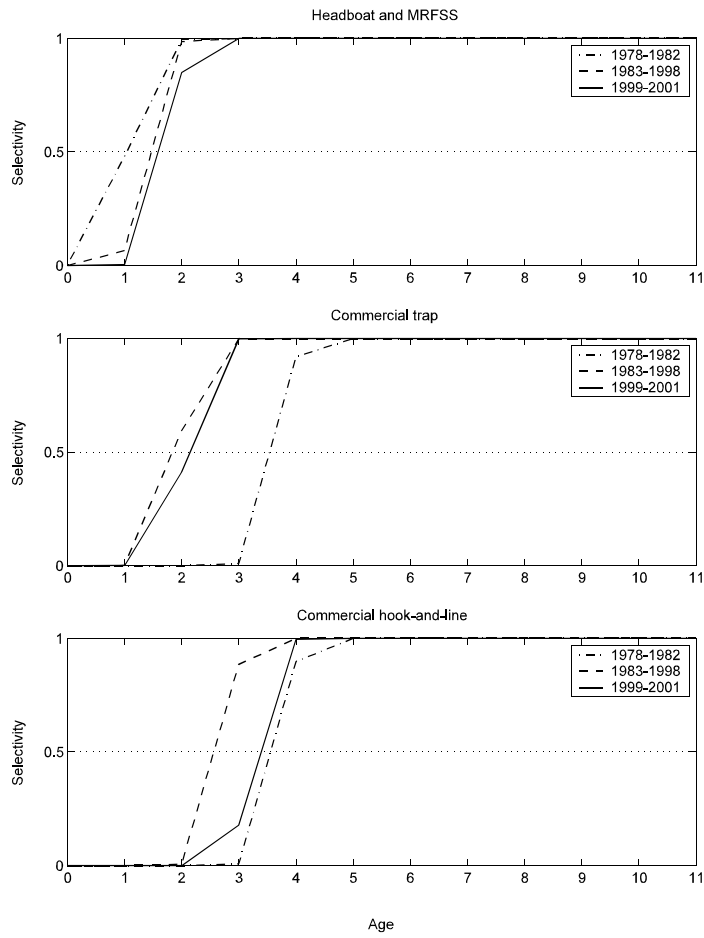 Headboat and MRFSS
1
0.5
0
Selectivity
1978-1982
1983-1998
1999-2001
0 1 2 3 4 5 6 7 8 9 10 11
Commercial trap
1
0.5
0
Selectivity
1978-1982
1983-1998
1999-2001
0 1 2 3 4 5 6 7 8 9 10 11
Commercial hook-and-line
1
0.5
0
Selectivity
1978-1982
1983-1998
1999-2001
0 1 2 3 4 5 6 7 8 9 10 11
Age